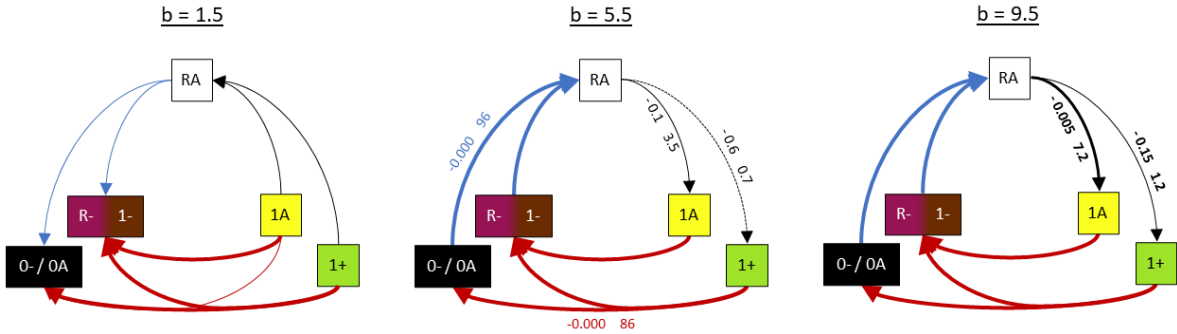 b = 1.5
RA
R- 1-
1A
0- / 0A
1+
b = 5.5
RA
-0.000 96
-0.1 3.5
-0.6 0.7
R- 1-
1A
0- / 0A
1+
-0.000 86
b = 9.5
RA
-0.005 7.2
-0.15 1.2
R- 1-
1A
0- / 0A
1+